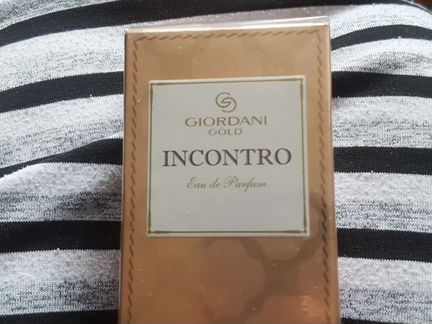 GIORDANI
GOLD
INCONTRO
Eau de Parfum